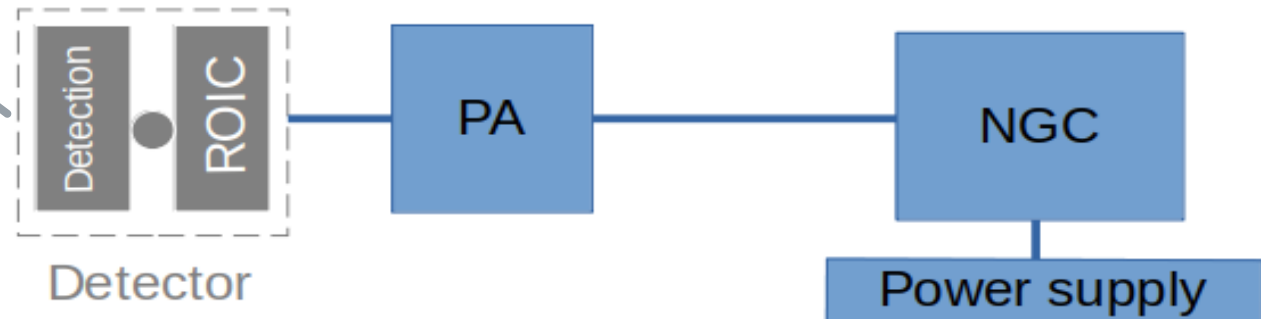 Detection
ROIC
PA
NGC
Detector
Power supply